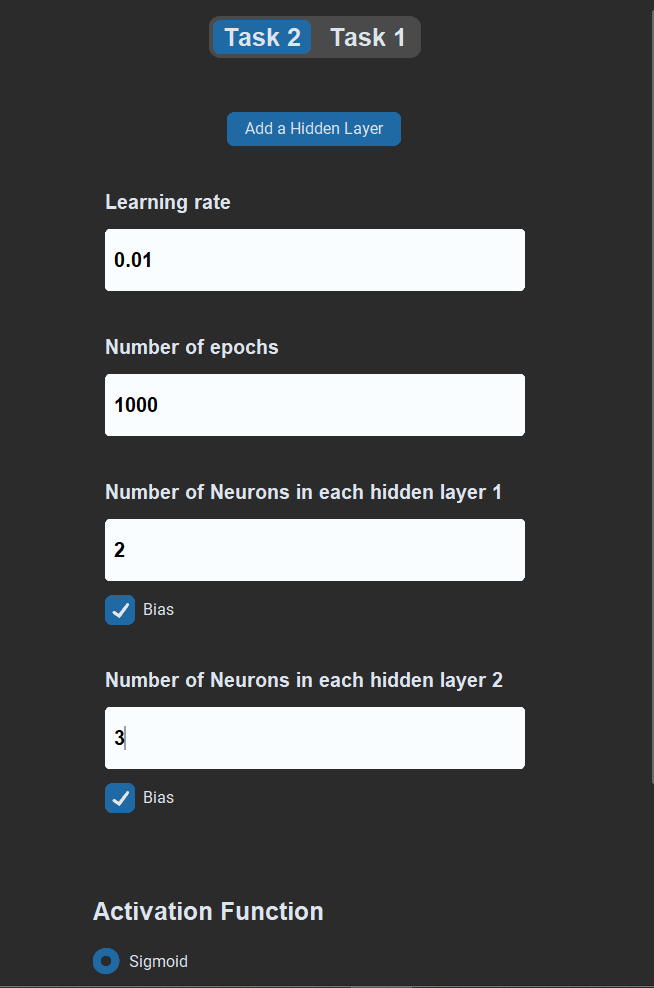 Task 2 Task 1
Add a Hidden Layer
Learning rate
0.01
Number of epochs
1000
Number of Neurons in each hidden layer 1
2
Bias
Number of Neurons in each hidden layer 2
3
Bias
Activation Function
Sigmoid